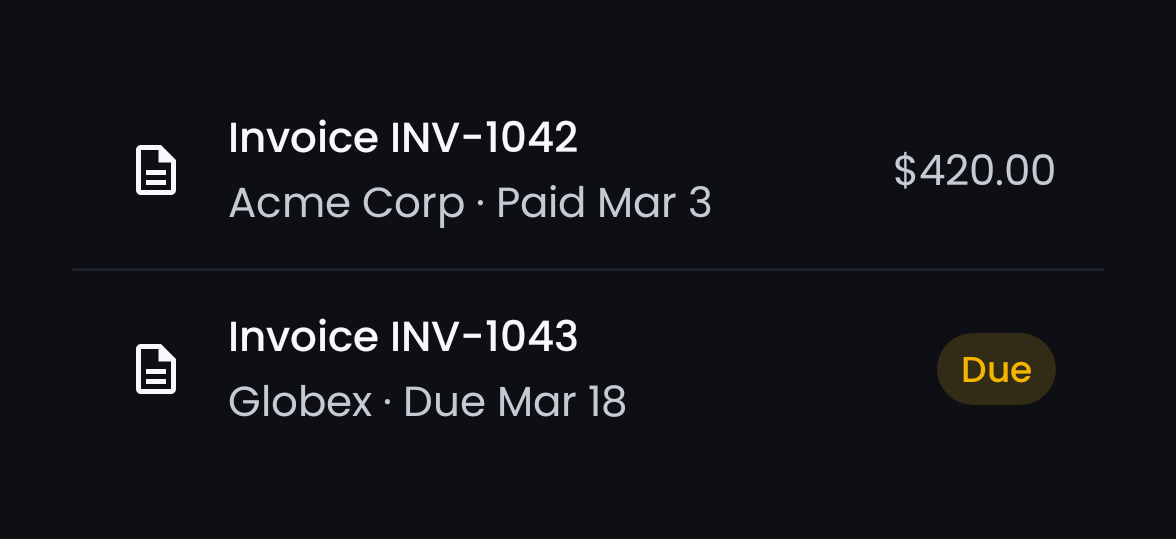 Invoice INV-1042
Acme Corp · Paid Mar 3
$420.00
Invoice INV-1043
Globex · Due Mar 18
Due